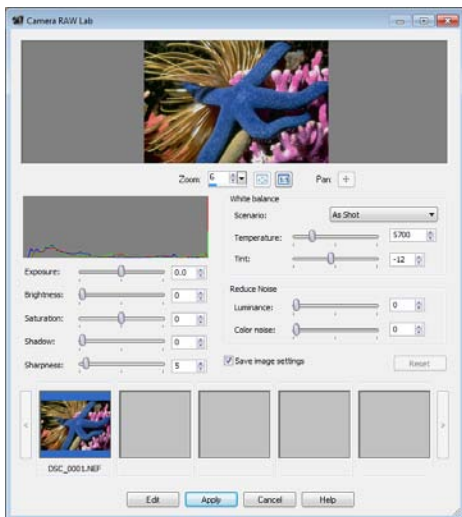 Camera RAW Lab
Zoom: 6 1:1 Pan:
White balance
Scenario: As Shot
Temperature: 5700
Tint: -12
Exposure: 0.0
Brightness: 0
Saturation: 0
Shadow: 0
Sharpness: 5
Reduce Noise
Luminance: 0
Color noise: 0
Save image settings
Reset
< >
DSC_0001.NEF
Edit Apply Cancel Help